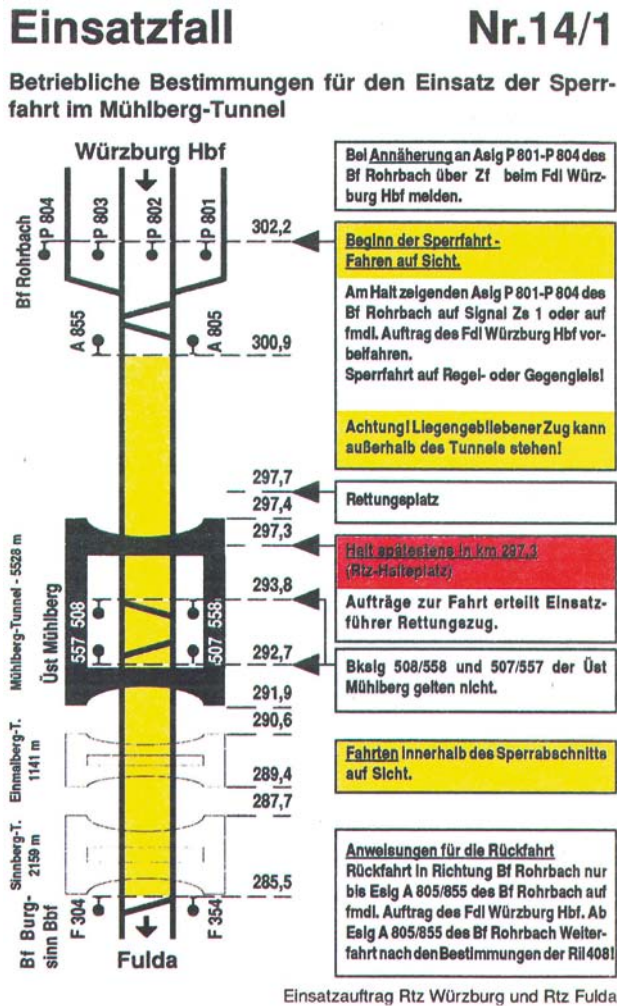 Einsatzfall Nr.14/1
Betriebliche Bestimmungen für den Einsatz der Sperr-
fahrt im Mühlberg-Tunnel
Würzburg Hbf
Bf Rohrbach
P 804
P 803
P 802
P 801
302,2
A 855
A 805
300,9
297,7
297,4
297,3
Mühlberg-Tunnel - 5528 m
Üst Mühlberg
557 508
507 558
293,8
292,7
291,9
290,6
Einmalberg-T.
1141 m
289,4
287,7
Sinnberg-T.
2159 m
285,5
Bf Burg-
sinn Bbf
F 304
F 354
Fulda
Bei Annäherung an Asig P 801-P 804 des
Bf Rohrbach über Zf beim Fdl Würz-
burg Hbf melden.
Beginn der Sperrfahrt -
Fahren auf Sicht.
Am Halt zeigenden Asig P 801-P 804 des
Bf Rohrbach auf Signal Zs 1 oder auf
fmdl. Auftrag des Fdl Würzburg Hbf vor-
beifahren.
Sperrfahrt auf Regel- oder Gegengleis!
Achtung! Liegengebliebener Zug kann
außerhalb des Tunnels stehen!
Rettungsplatz
Halt spätestens in km 297,3
(Rtz-Halteplatz)
Aufträge zur Fahrt erteilt Einsatz-
führer Rettungszug.
Bksig 508/558 und 507/557 der Üst
Mühlberg gelten nicht.
Fahrten innerhalb des Sperrabschnitts
auf Sicht.
Anweisungen für die Rückfahrt
Rückfahrt in Richtung Bf Rohrbach nur
bis Esig A 805/855 des Bf Rohrbach auf
fmdl. Auftrag des Fdl Würzburg Hbf. Ab
Esig A 805/855 des Bf Rohrbach Weiter-
fahrt nach den Bestimmungen der Ril 408!
Einsatzauftrag Rtz Würzburg und Rtz Fulda